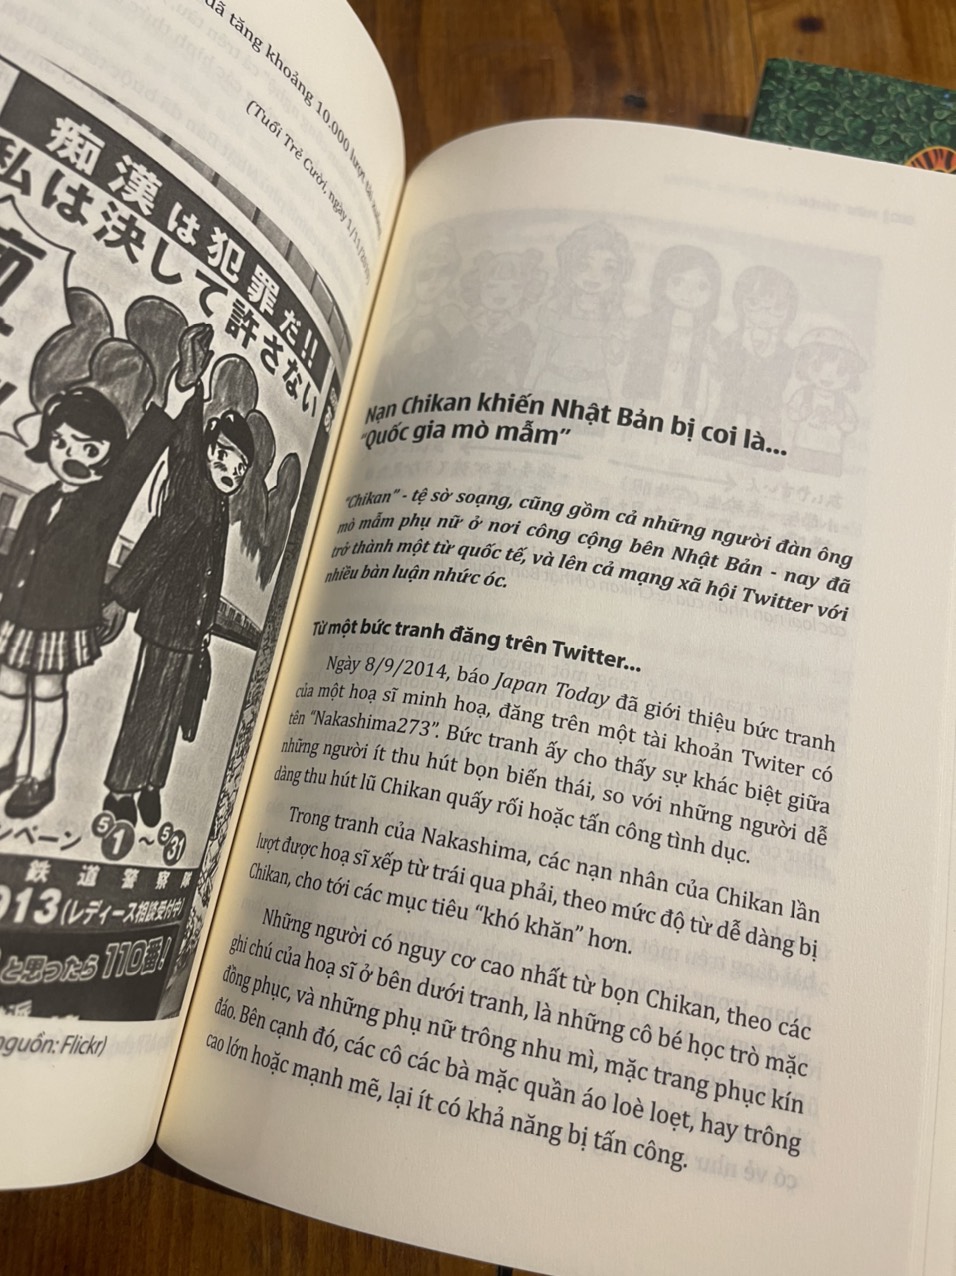 đã tăng khoảng 10.000 lượt
(Tuổi Trẻ Cười, ngày 1/11/
痴漢は犯罪だ!!
私は決して許さない
ンペーン 5/1~5/31
鉄道警察隊
913(レディース相談受付中)
と思ったら110番!
nguồn: Flickr)
Nạn Chikan khiến Nhật Bản bị coi là...
“Quốc gia mò mẫm”
“Chikan” - tệ sờ soạng, cũng gồm cả những người đàn ông
mò mẫm phụ nữ ở nơi công cộng bên Nhật Bản - nay đã
trở thành một từ quốc tế, và lên cả mạng xã hội Twitter với
nhiều bàn luận nhức óc.
Từ một bức tranh đăng trên Twitter...
Ngày 8/9/2014, báo Japan Today đã giới thiệu bức tranh
của một hoạ sĩ minh hoạ, đăng trên một tài khoản Twiter có
tên “Nakashima273”. Bức tranh ấy cho thấy sự khác biệt giữa
những người ít thu hút bọn biến thái, so với những người dễ
dàng thu hút lũ Chikan quấy rối hoặc tấn công tình dục.
Trong tranh của Nakashima, các nạn nhân của Chikan lần
lượt được hoạ sĩ xếp từ trái qua phải, theo mức độ từ dễ dàng bị
Chikan, cho tới các mục tiêu “khó khăn” hơn.
Những người có nguy cơ cao nhất từ bọn Chikan, theo các
ghi chú của hoạ sĩ ở bên dưới tranh, là những cô bé học trò mặc
đồng phục, và những phụ nữ trông nhu mì, mặc trang phục kín
đáo. Bên cạnh đó, các cô các bà mặc quần áo loè loẹt, hay trông
cao lớn hoặc mạnh mẽ, lại ít có khả năng bị tấn công.